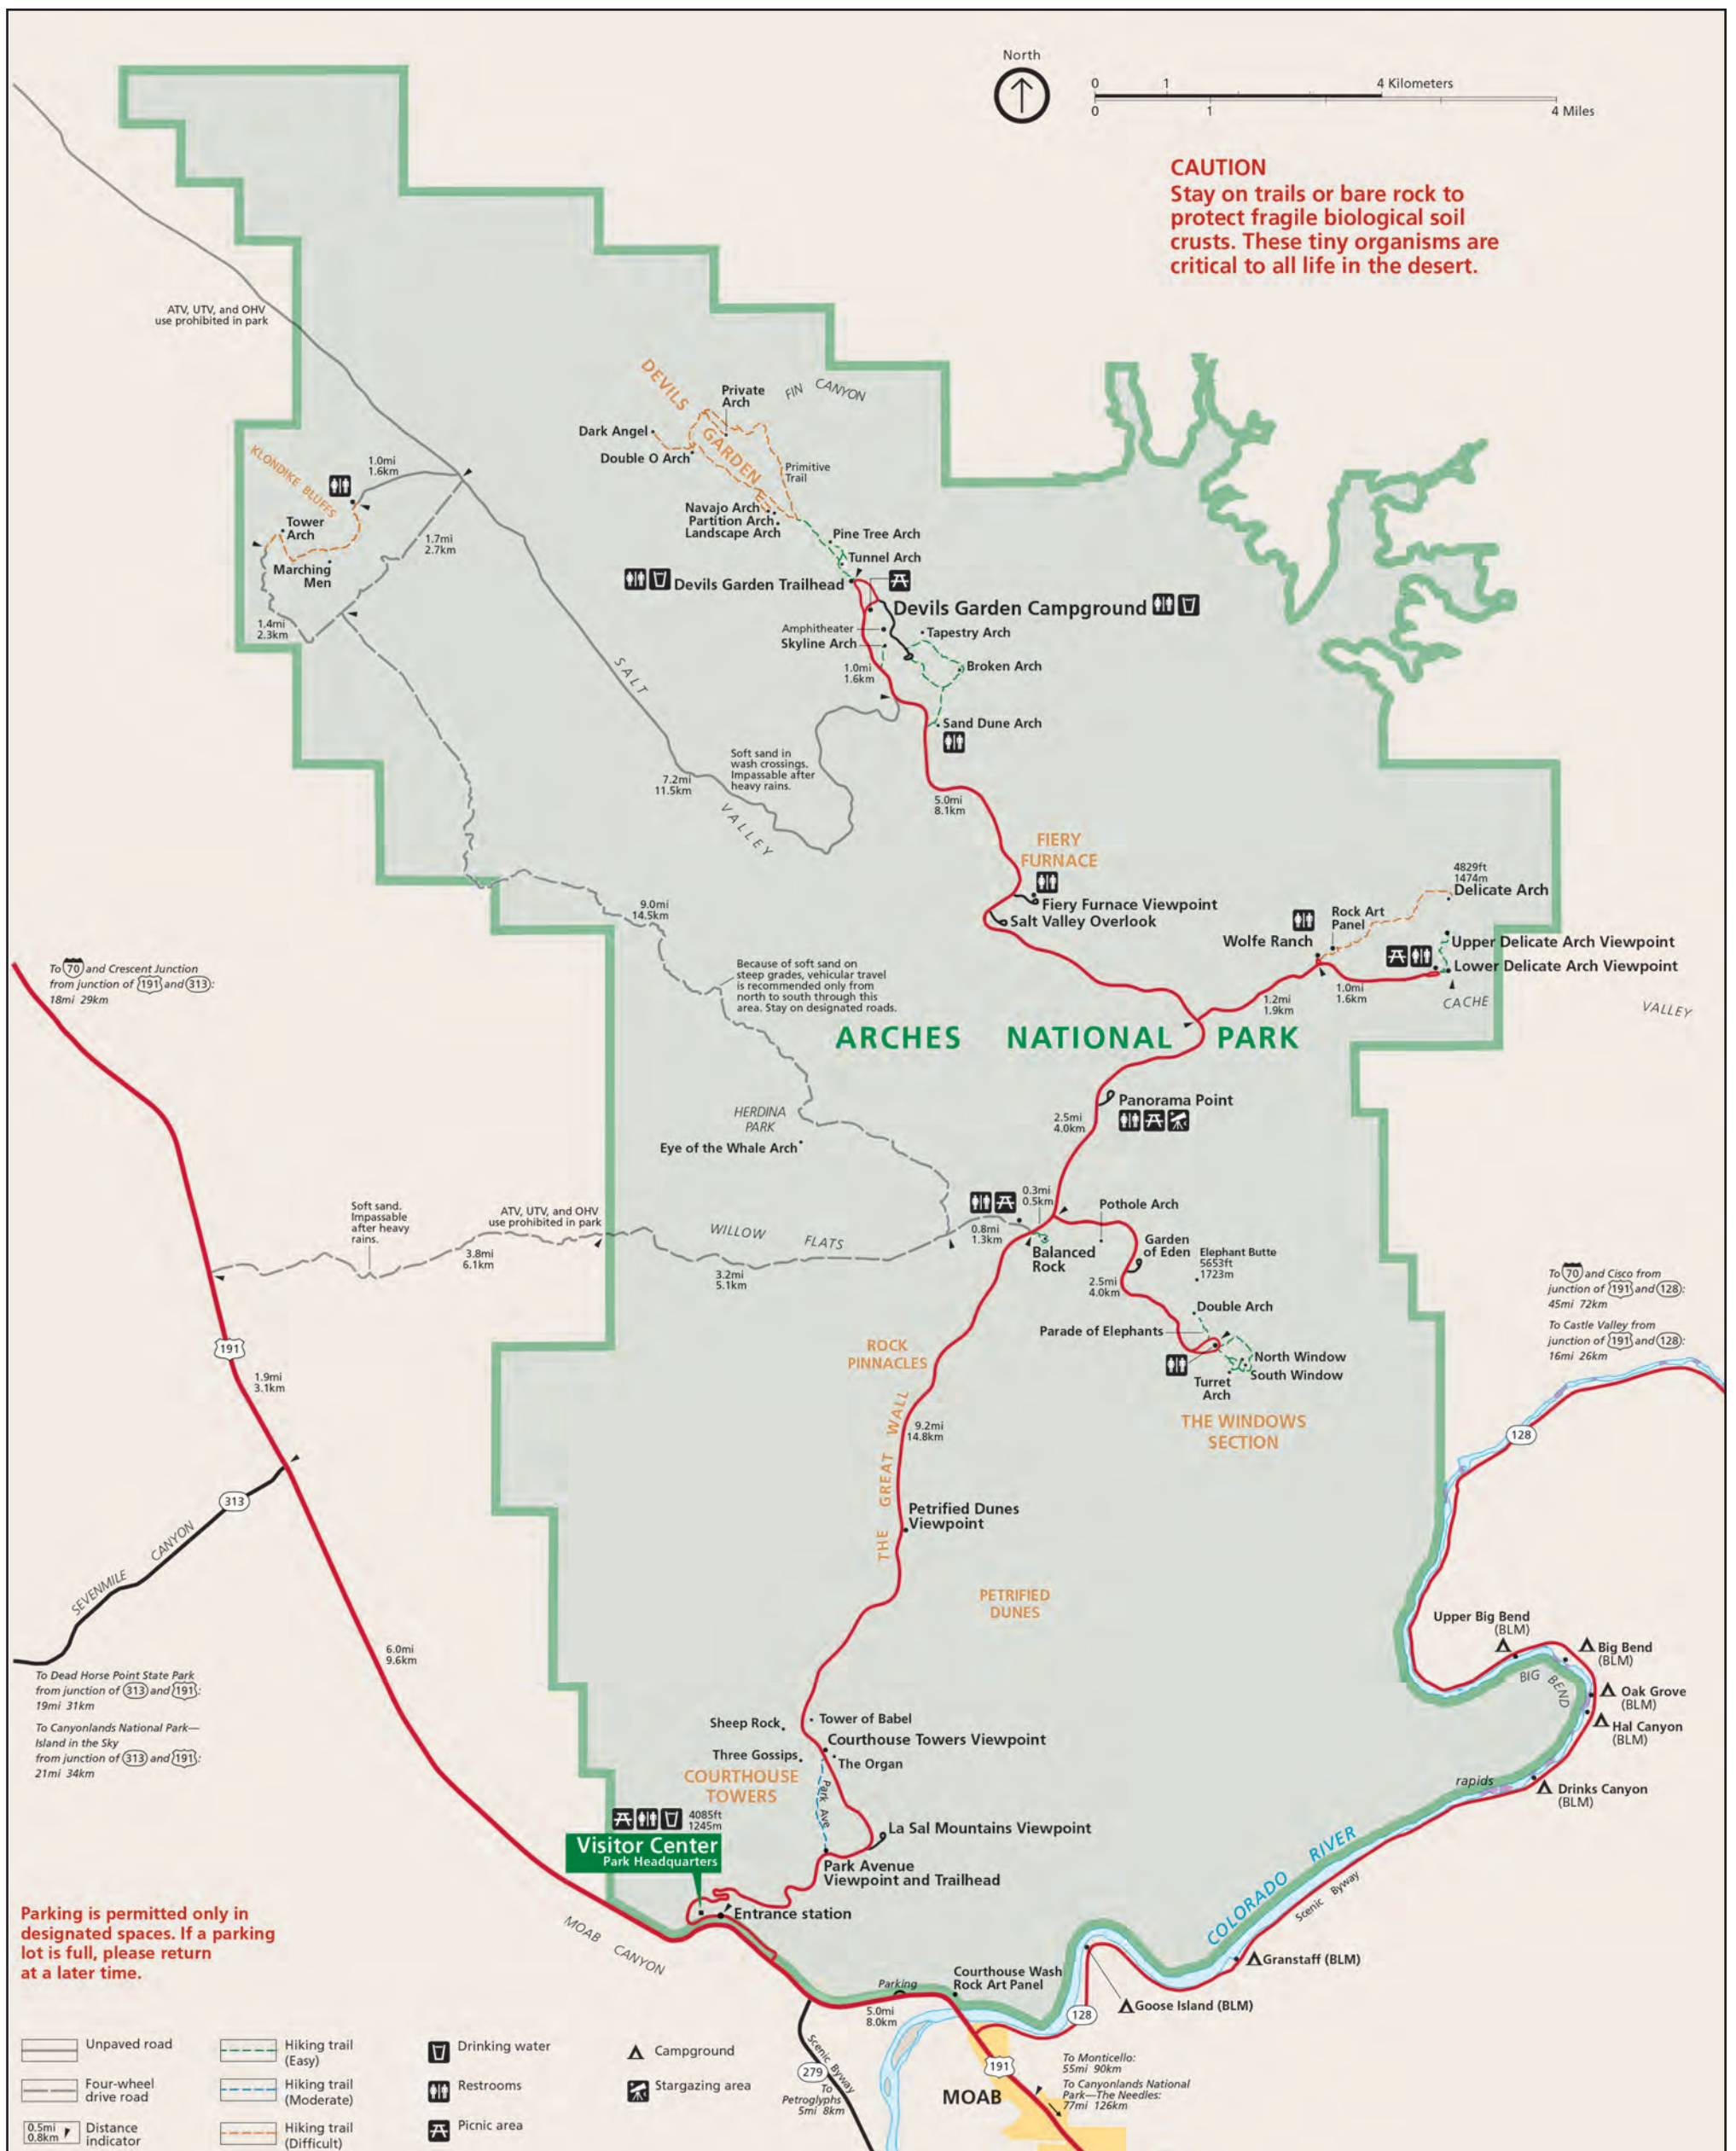 North
0 1 4 Kilometers
0 1 4 Miles
CAUTION
Stay on trails or bare rock to
protect fragile biological soil
crusts. These tiny organisms are
critical to all life in the desert.
ATV, UTV, and OHV
use prohibited in park
DEVILS
GARDEN
Private
Arch
FIN CANYON
Dark Angel
Double O Arch
Primitive
Trail
KLONDIKE BLUFFS
1.0mi
1.6km
Tower
Arch
Marching
Men
1.7mi
2.7km
1.4mi
2.3km
Navajo Arch
Partition Arch
Landscape Arch
Pine Tree Arch
Tunnel Arch
Devils Garden Trailhead
Devils Garden Campground
Amphitheater
Skyline Arch
Tapestry Arch
Broken Arch
1.0mi
1.6km
Sand Dune Arch
SALT
VALLEY
Soft sand in
wash crossings.
Impassable after
heavy rains.
7.2mi
11.5km
5.0mi
8.1km
FIERY
FURNACE
Fiery Furnace Viewpoint
Salt Valley Overlook
4829ft
1474m
Delicate Arch
Rock Art
Panel
Wolfe Ranch
Upper Delicate Arch Viewpoint
Lower Delicate Arch Viewpoint
1.0mi
1.6km
1.2mi
1.9km
CACHE
VALLEY
9.0mi
14.5km
Because of soft sand on
steep grades, vehicular travel
is recommended only from
north to south through this
area. Stay on designated roads.
To 70 and Crescent Junction
from junction of 191 and 313:
18mi 29km
ARCHES NATIONAL PARK
Panorama Point
2.5mi
4.0km
HERDINA
PARK
Eye of the Whale Arch
Soft sand.
Impassable
after heavy
rains.
ATV, UTV, and OHV
use prohibited in park
3.8mi
6.1km
WILLOW FLATS
3.2mi
5.1km
0.8mi
1.3km
0.3mi
0.5km
Balanced
Rock
Pothole Arch
Garden
of Eden
Elephant Butte
5653ft
1723m
2.5mi
4.0km
Double Arch
Parade of Elephants
North Window
South Window
Turret
Arch
THE WINDOWS
SECTION
To 70 and Cisco from
junction of 191 and 128:
45mi 72km
To Castle Valley from
junction of 191 and 128:
16mi 26km
191
1.9mi
3.1km
ROCK
PINNACLES
THE GREAT WALL
9.2mi
14.8km
128
313
SEVENMILE CANYON
Petrified Dunes
Viewpoint
PETRIFIED
DUNES
6.0mi
9.6km
To Dead Horse Point State Park
from junction of 313 and 191:
19mi 31km
To Canyonlands National Park—
Island in the Sky
from junction of 313 and 191:
21mi 34km
Upper Big Bend
(BLM)
Big Bend
(BLM)
BIG BEND
Oak Grove
(BLM)
Hal Canyon
(BLM)
Drinks Canyon
(BLM)
rapids
Sheep Rock
Tower of Babel
Courthouse Towers Viewpoint
Three Gossips
The Organ
COURTHOUSE
TOWERS
Park Ave
4085ft
1245m
Visitor Center
Park Headquarters
La Sal Mountains Viewpoint
Park Avenue
Viewpoint and Trailhead
Entrance station
COLORADO RIVER
Scenic Byway
Parking is permitted only in
designated spaces. If a parking
lot is full, please return
at a later time.
MOAB CANYON
Parking
5.0mi
8.0km
Courthouse Wash
Rock Art Panel
Granstaff (BLM)
Goose Island (BLM)
128
Scenic Byway
279
To
Petroglyphs
5mi 8km
191
MOAB
To Monticello:
55mi 90km
To Canyonlands National
Park—The Needles:
77mi 126km
Unpaved road
Four-wheel
drive road
0.5mi
0.8km
Distance
indicator
Hiking trail
(Easy)
Hiking trail
(Moderate)
Hiking trail
(Difficult)
Drinking water
Restrooms
Picnic area
Campground
Stargazing area